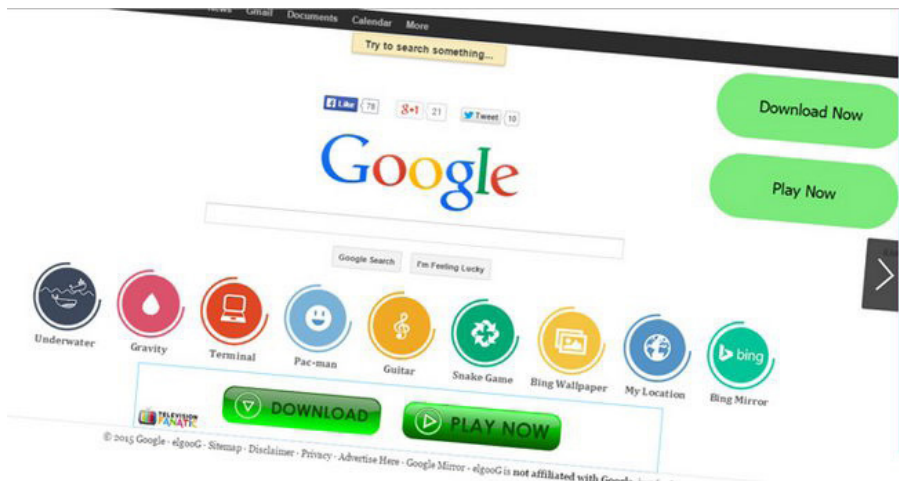 News Gmail Documents Calendar More
Try to search something...
Like 78 g+1 21 Tweet 10
Download Now
Google
Play Now
Google Search I'm Feeling Lucky
Underwater
Gravity
Terminal
Pac-man
Guitar
Snake Game
Bing Wallpaper
My Location
bing
Bing Mirror
TELEVISION
FANATIC
DOWNLOAD
PLAY NOW
© 2015 Google - elgooG - Sitemap - Disclaimer - Privacy - Advertise Here - Google Mirror - elgooG is not affiliated with Google